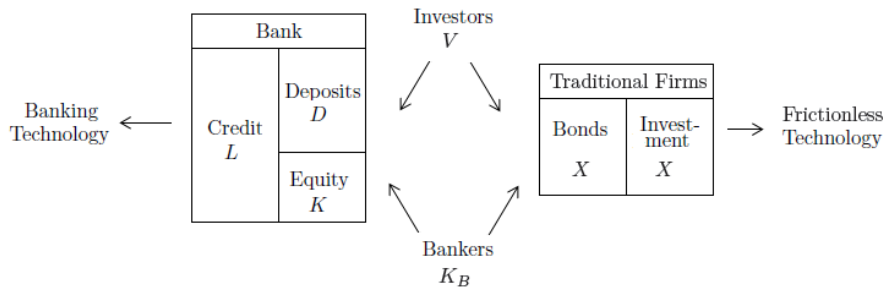 Investors
V
Bank
Deposits
D
Credit
L
Equity
K
Banking
Technology
Traditional Firms
Bonds
X
Invest-
ment
X
Frictionless
Technology
Bankers
K_B